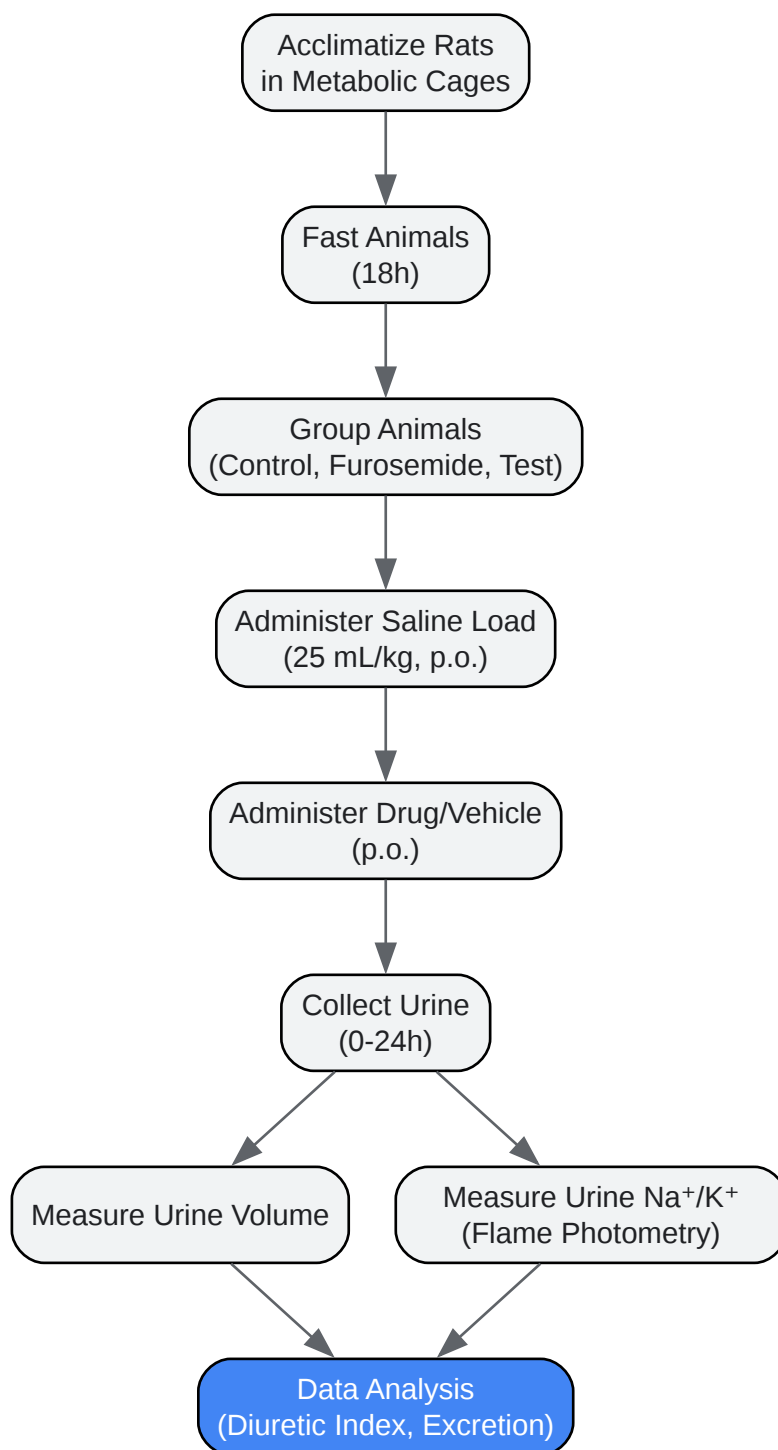 Acclimatize Rats
in Metabolic Cages
Fast Animals
(18h)
Group Animals
(Control, Furosemide, Test)
Administer Saline Load
(25 mL/kg, p.o.)
Administer Drug/Vehicle
(p.o.)
Collect Urine
(0-24h)
Measure Urine Volume
Measure Urine Na⁺/K⁺
(Flame Photometry)
Data Analysis
(Diuretic Index, Excretion)